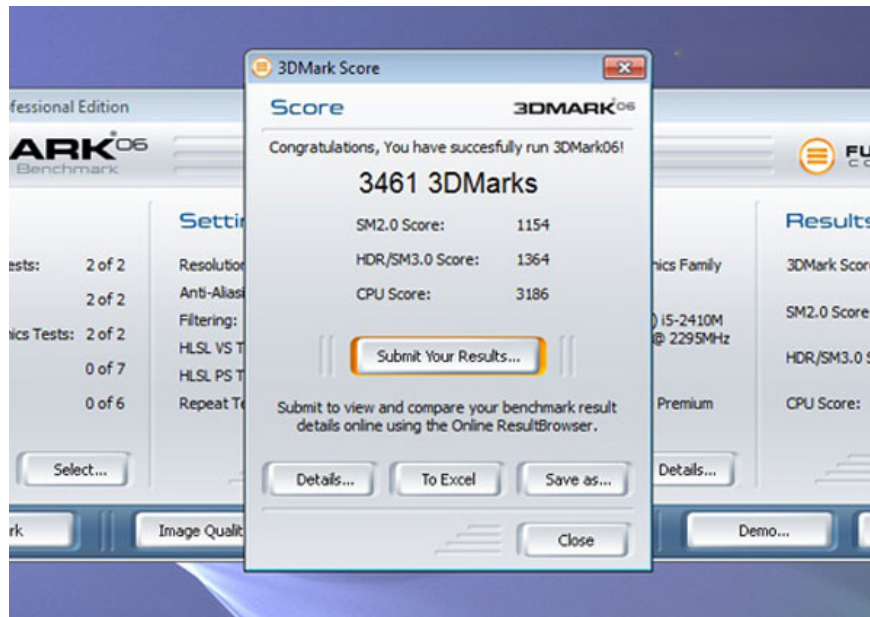 3DMark Score
fessional Edition
Score
3DMARK06
ARK06
Benchmark
Congratulations, You have succesfully run 3DMark06!
3461 3DMarks
SM2.0 Score: 1154
HDR/SM3.0 Score: 1364
CPU Score: 3186
Submit Your Results...
Submit to view and compare your benchmark result
details online using the Online ResultBrowser.
Details...
To Excel
Save as...
Close
ests: 2 of 2
2 of 2
nics Tests: 2 of 2
0 of 7
0 of 6
Select...
rk
Settin
Resolution
Anti-Aliasi
Filtering:
HLSL VS T
HLSL PS T
Repeat Te
Image Qualit
nics Family
) i5-2410M
@ 2295MHz
Premium
Details...
Demo...
FU
CO
Results
3DMark Scor
SM2.0 Score
HDR/SM3.0 S
CPU Score: